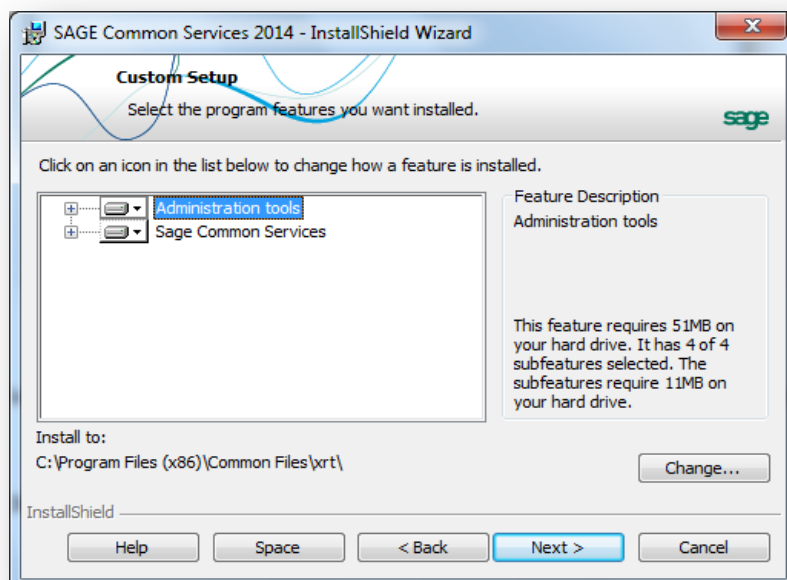 SAGE Common Services 2014 - InstallShield Wizard
Custom Setup
Select the program features you want installed.
sage
Click on an icon in the list below to change how a feature is installed.
Administration tools
Sage Common Services
Feature Description
Administration tools
This feature requires 51MB on
your hard drive. It has 4 of 4
subfeatures selected. The
subfeatures require 11MB on
your hard drive.
Install to:
C:\Program Files (x86)\Common Files\xrt\
Change...
InstallShield
Help
Space
< Back
Next >
Cancel